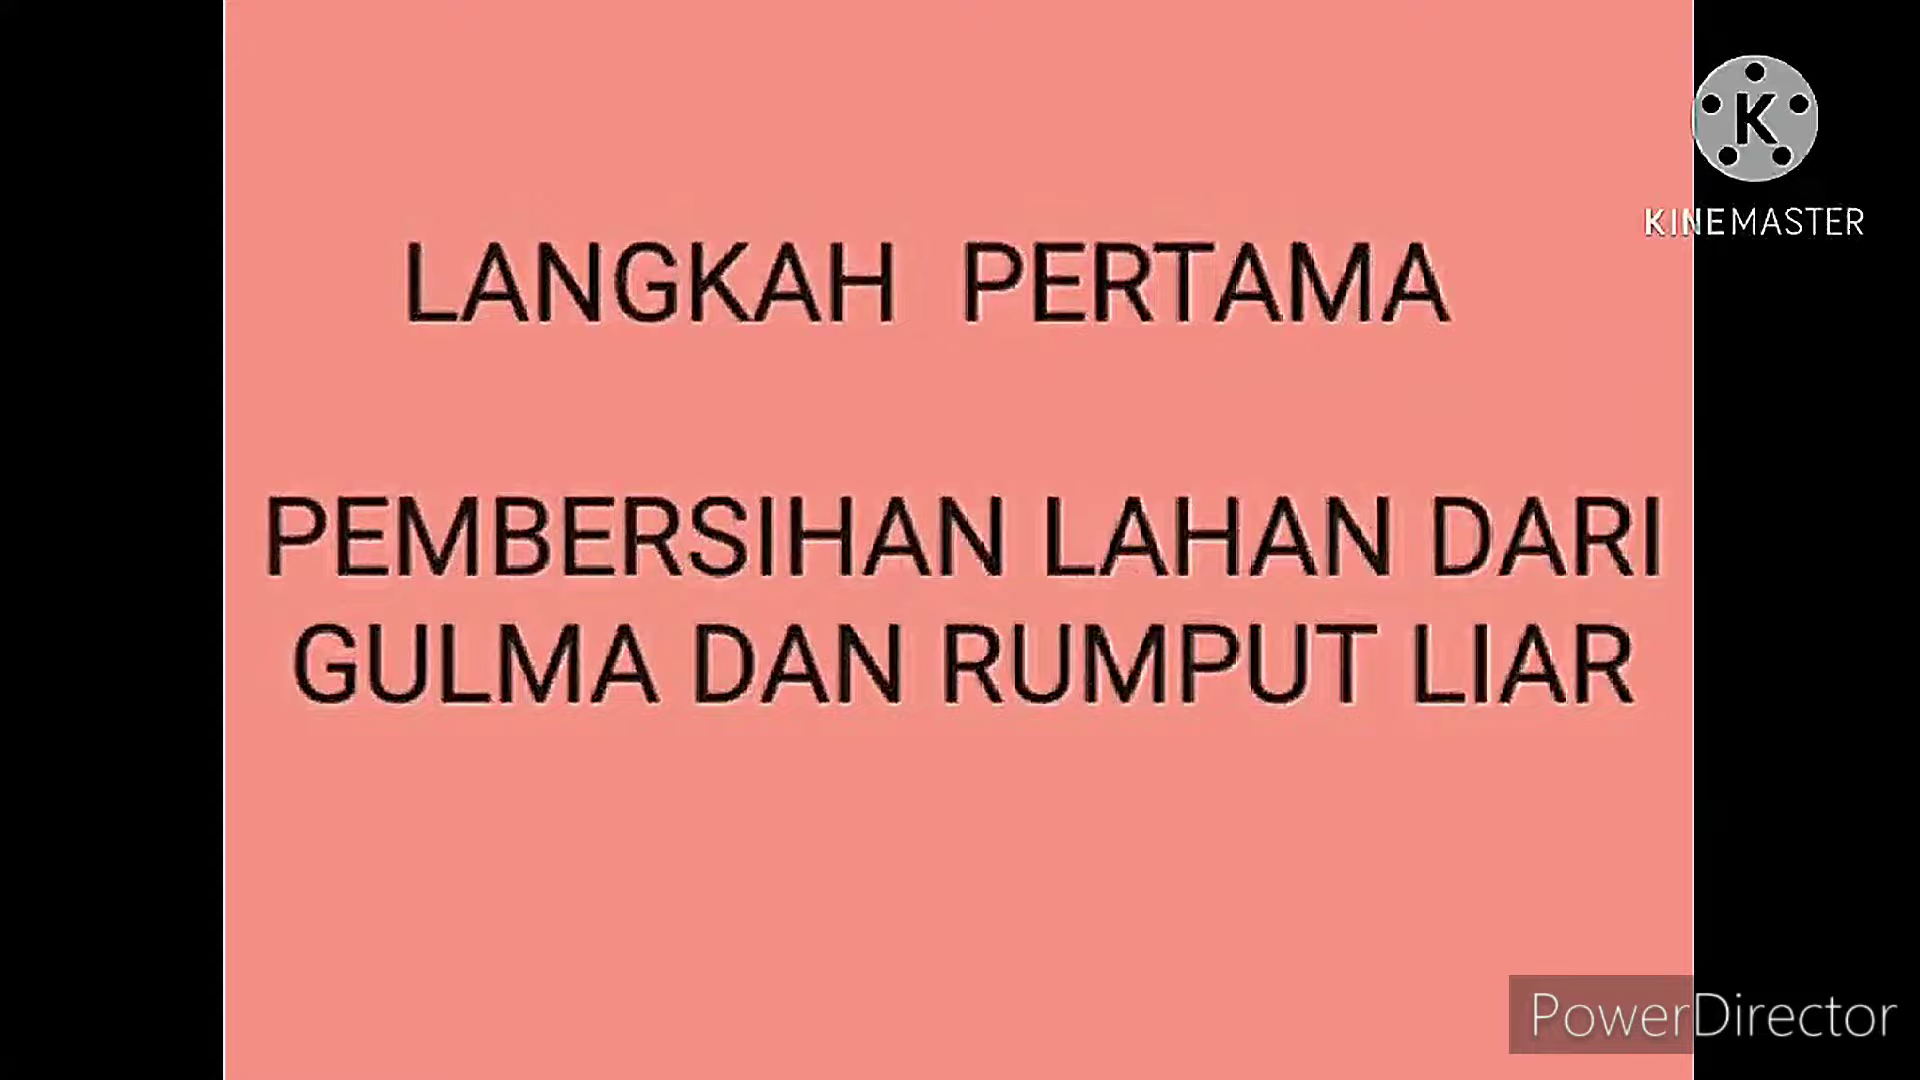 K
KINEMASTER
LANGKAH PERTAMA
PEMBERSIHAN LAHAN DARI
GULMA DAN RUMPUT LIAR
PowerDirector